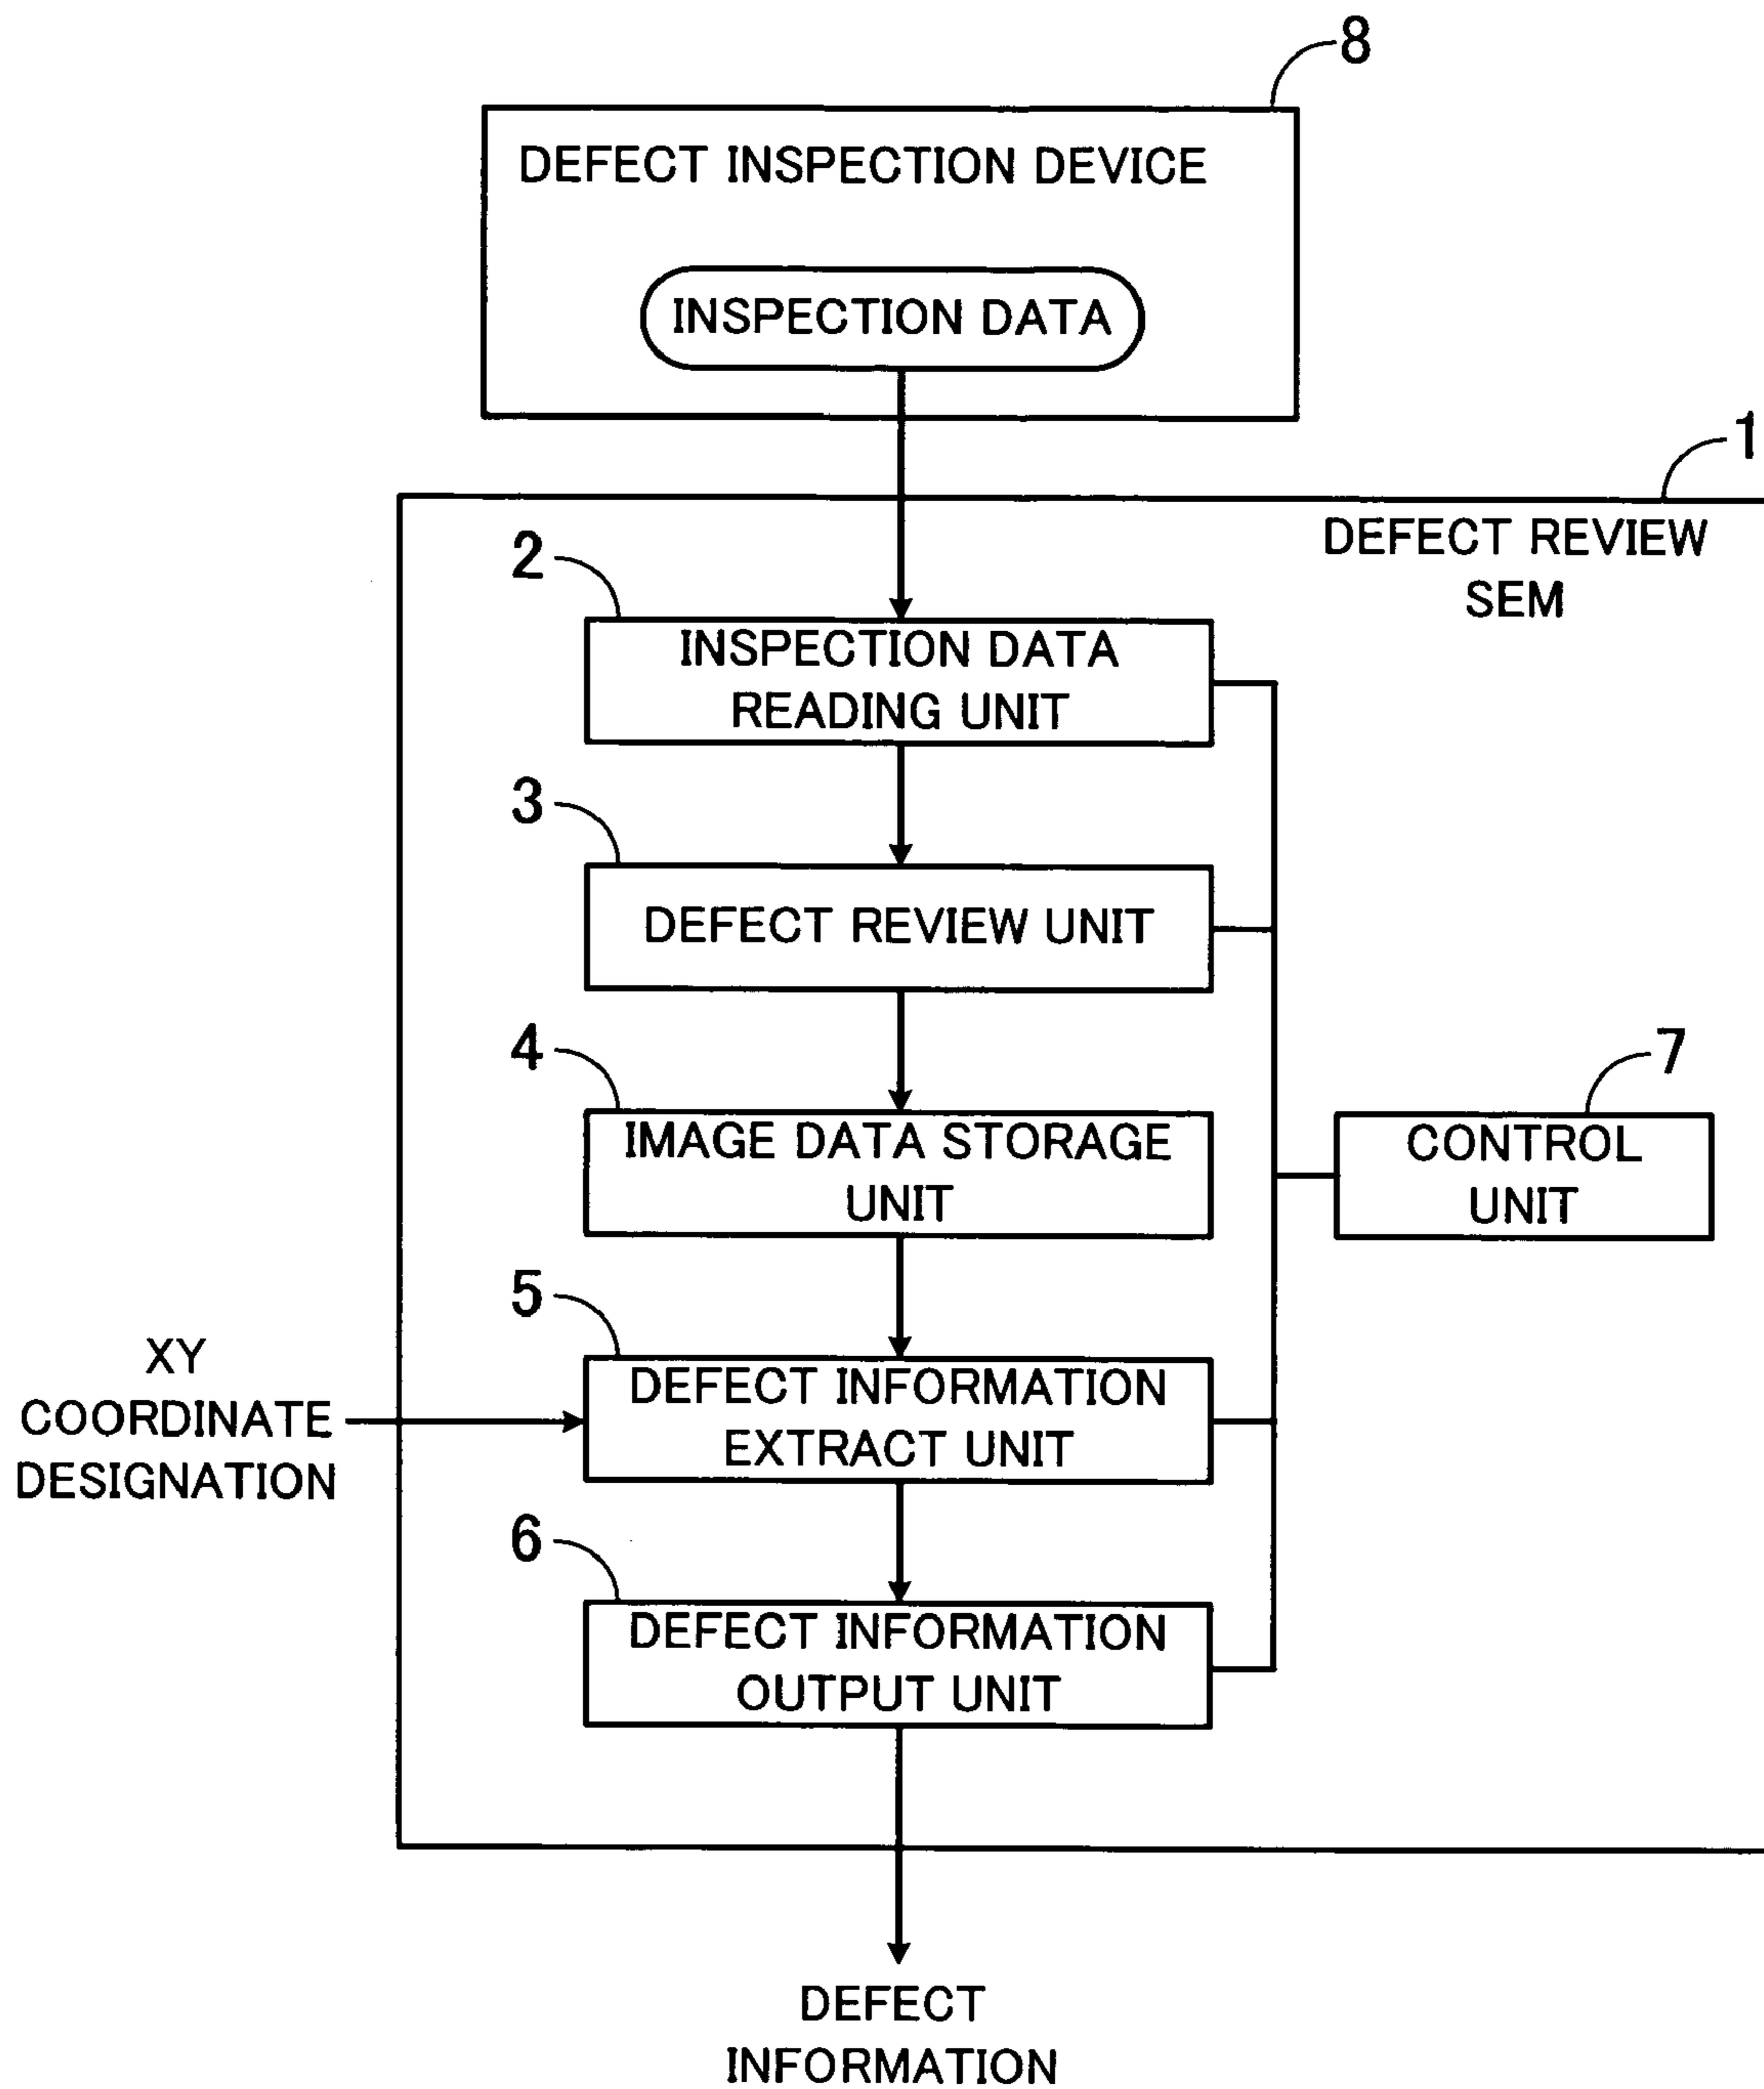 8
DEFECT INSPECTION DEVICE
INSPECTION DATA
1
DEFECT REVIEW
SEM
2
INSPECTION DATA
READING UNIT
3
DEFECT REVIEW UNIT
4
IMAGE DATA STORAGE
UNIT
7
CONTROL
UNIT
5
XY
COORDINATE
DESIGNATION
DEFECT INFORMATION
EXTRACT UNIT
6
DEFECT INFORMATION
OUTPUT UNIT
DEFECT
INFORMATION